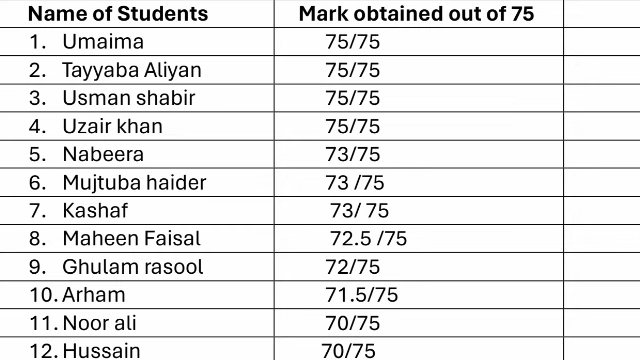 Name of Students Mark obtained out of 75
1. Umaima 75/75
2. Tayyaba Aliyan 75/75
3. Usman shabir 75/75
4. Uzair khan 75/75
5. Nabeera 73/75
6. Mujtuba haider 73 /75
7. Kashaf 73/ 75
8. Maheen Faisal 72.5 /75
9. Ghulam rasool 72/75
10. Arham 71.5/75
11. Noor ali 70/75
12. Hussain 70/75